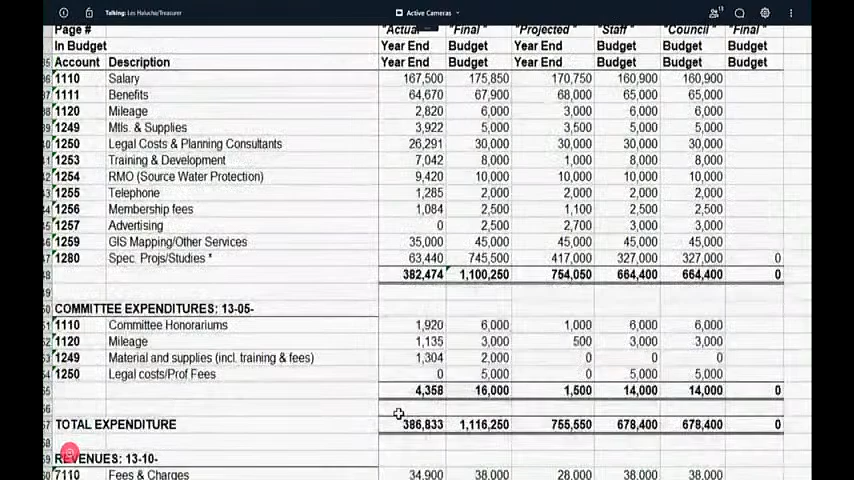 Talking: Les Halucha/Treasurer
Active Cameras
13
Page # "Actual "Final " "Projected " "Staff " "Council " "Final "
In Budget Year End Budget Year End Budget Budget Budget
Account Description Year End Budget Year End Budget Budget Budget
1110 Salary 167,500 175,850 170,750 160,900 160,900
1111 Benefits 64,670 67,900 68,000 65,000 65,000
1120 Mileage 2,820 6,000 3,000 6,000 6,000
1249 Mtls. & Supplies 3,922 5,000 3,500 5,000 5,000
1250 Legal Costs & Planning Consultants 26,291 30,000 30,000 30,000 30,000
1253 Training & Development 7,042 8,000 1,000 8,000 8,000
1254 RMO (Source Water Protection) 9,420 10,000 10,000 10,000 10,000
1255 Telephone 1,285 2,000 2,000 2,000 2,000
1256 Membership fees 1,084 2,500 1,100 2,500 2,500
1257 Advertising 0 2,500 2,700 3,000 3,000
1259 GIS Mapping/Other Services 35,000 45,000 45,000 45,000 45,000
1280 Spec. Projs/Studies * 63,440 745,500 417,000 327,000 327,000 0
382,474 1,100,250 754,050 664,400 664,400 0
COMMITTEE EXPENDITURES: 13-05-
1110 Committee Honorariums 1,920 6,000 1,000 6,000 6,000
1120 Mileage 1,135 3,000 500 3,000 3,000
1249 Material and supplies (incl. training & fees) 1,304 2,000 0 0 0
1250 Legal costs/Prof Fees 0 5,000 0 5,000 5,000
4,358 16,000 1,500 14,000 14,000 0
TOTAL EXPENDITURE 386,833 1,116,250 755,550 678,400 678,400 0
REVENUES: 13-10-
7110 Fees & Charges 34,900 38,000 28,000 38,000 38,000